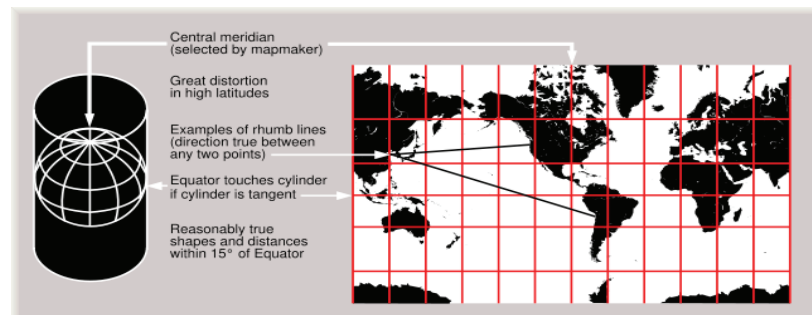 Central meridian
(selected by mapmaker)
Great distortion
in high latitudes
Examples of rhumb lines
(direction true between
any two points)
Equator touches cylinder
if cylinder is tangent
Reasonably true
shapes and distances
within 15° of Equator